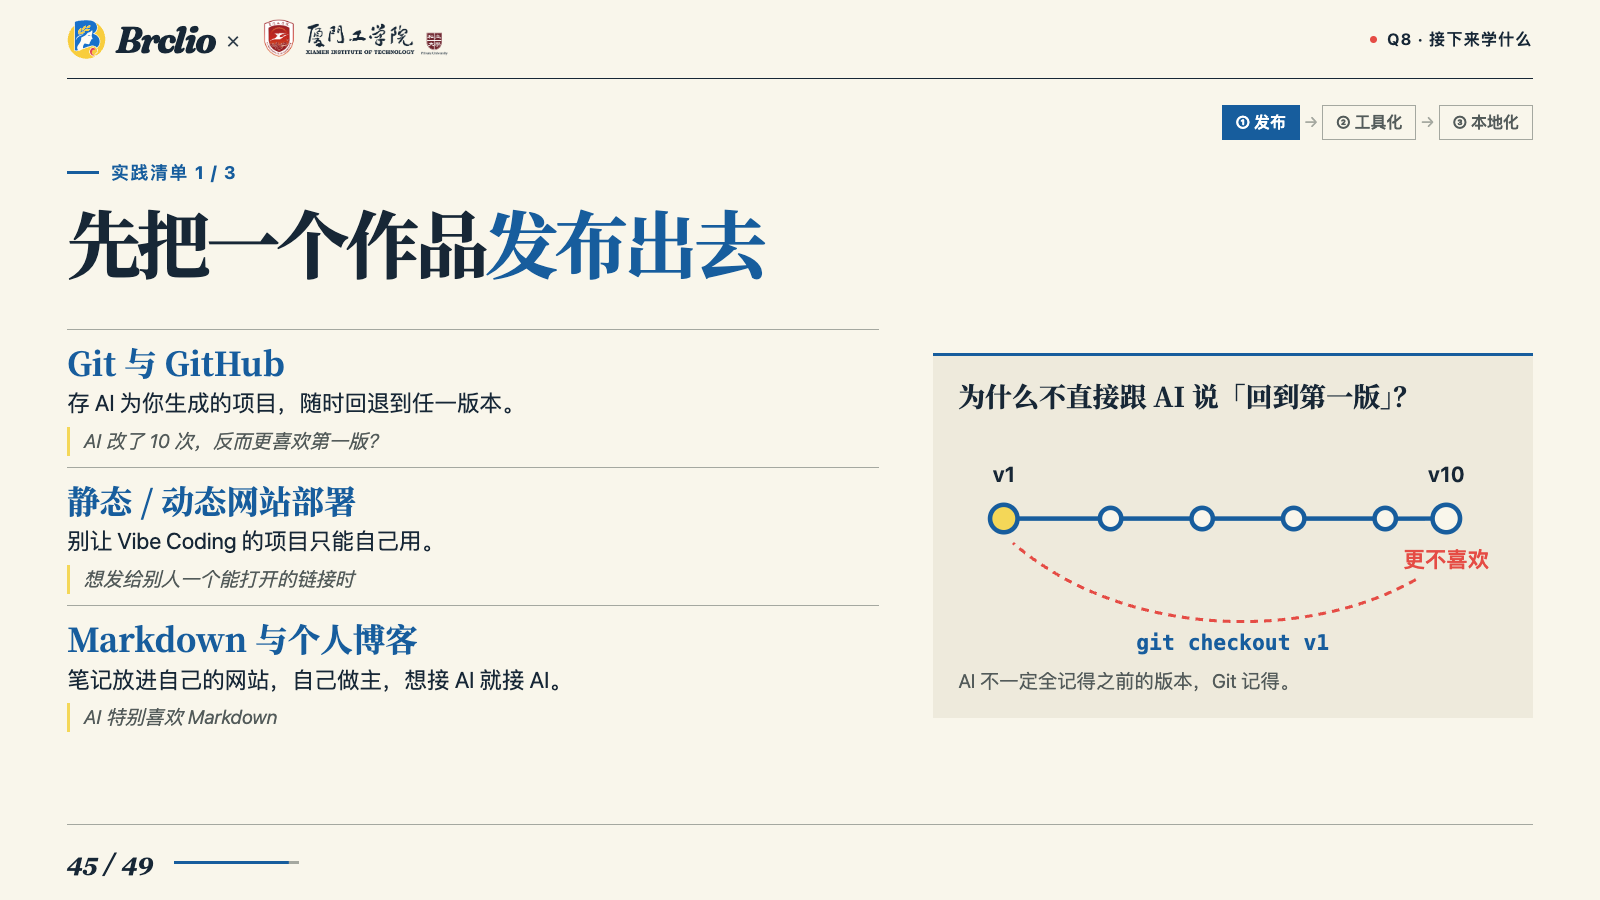 Brclio ×
厦門工学院
XIAMEN INSTITUTE OF TECHNOLOGY
Q8 · 接下来学什么
① 发布 → ② 工具化 → ③ 本地化
实践清单 1 / 3
先把一个作品发布出去
Git 与 GitHub
存 AI 为你生成的项目，随时回退到任一版本。
AI 改了 10 次，反而更喜欢第一版？
静态 / 动态网站部署
别让 Vibe Coding 的项目只能自己用。
想发给别人一个能打开的链接时
Markdown 与个人博客
笔记放进自己的网站，自己做主，想接 AI 就接 AI。
AI 特别喜欢 Markdown
为什么不直接跟 AI 说「回到第一版」？
v1
v10
更不喜欢
git checkout v1
AI 不一定全记得之前的版本，Git 记得。
45 / 49